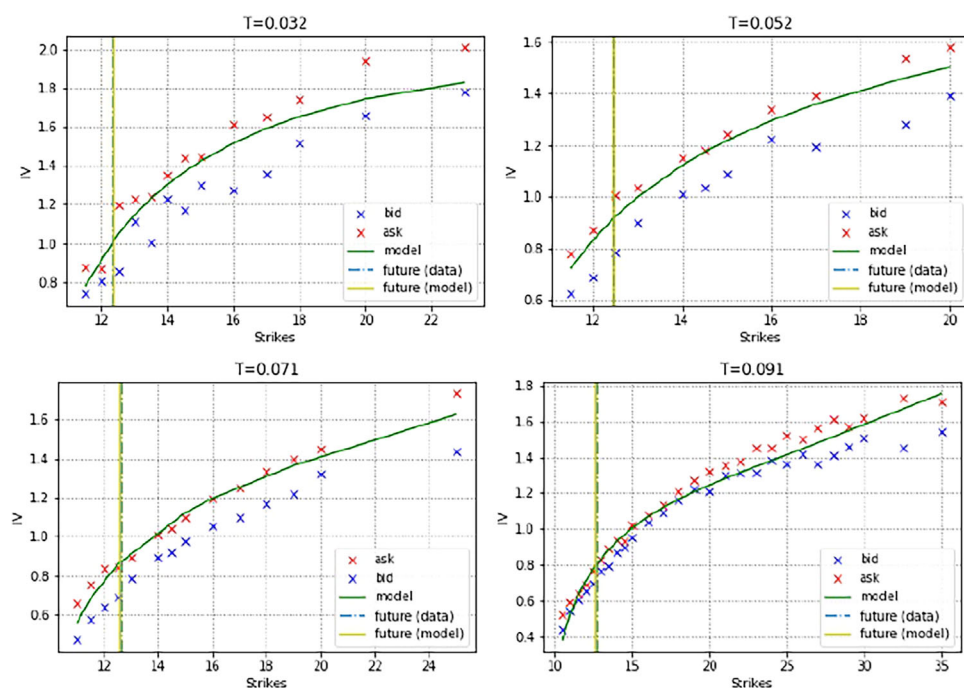 T=0.032
2.0
1.8
1.6
1.4
1.2
1.0
0.8
IV
bid
ask
model
future (data)
future (model)
12 14 16 18 20 22
Strikes
T=0.052
1.6
1.4
1.2
1.0
0.8
0.6
IV
bid
ask
model
future (data)
future (model)
12 14 16 18 20
Strikes
T=0.071
1.6
1.4
1.2
1.0
0.8
0.6
IV
ask
bid
model
future (data)
future (model)
12 14 16 18 20 22 24
Strikes
T=0.091
1.8
1.6
1.4
1.2
1.0
0.8
0.6
0.4
IV
bid
ask
model
future (data)
future (model)
10 15 20 25 30 35
Strikes